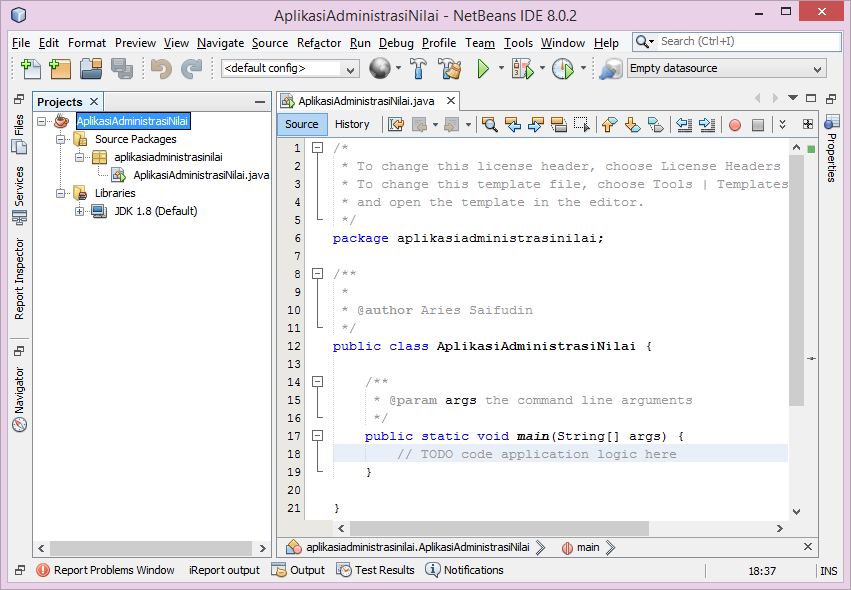 AplikasiAdministrasiNilai - NetBeans IDE 8.0.2
File Edit Format Preview View Navigate Source Refactor Run Debug Profile Team Tools Window Help
Search (Ctrl+I)
<default config>
Empty datasource
Files
Services
Report Inspector
Navigator
Projects
AplikasiAdministrasiNilai
Source Packages
aplikasiadministrasinilai
AplikasiAdministrasiNilai.java
Libraries
JDK 1.8 (Default)
AplikasiAdministrasiNilai.java
Source History
1 /*
2 * To change this license header, choose License Headers
3 * To change this template file, choose Tools | Templates
4 * and open the template in the editor.
5 */
6 package aplikasiadministrasinilai;
7
8 /**
9 *
10 * @author Aries Saifudin
11 */
12 public class AplikasiAdministrasiNilai {
13
14 /**
15 * @param args the command line arguments
16 */
17 public static void main(String[] args) {
18 // TODO code application logic here
19 }
20
21 }
Properties
aplikasiadministrasinilai.AplikasiAdministrasiNilai main
Report Problems Window iReport output Output Test Results Notifications 18:37 INS